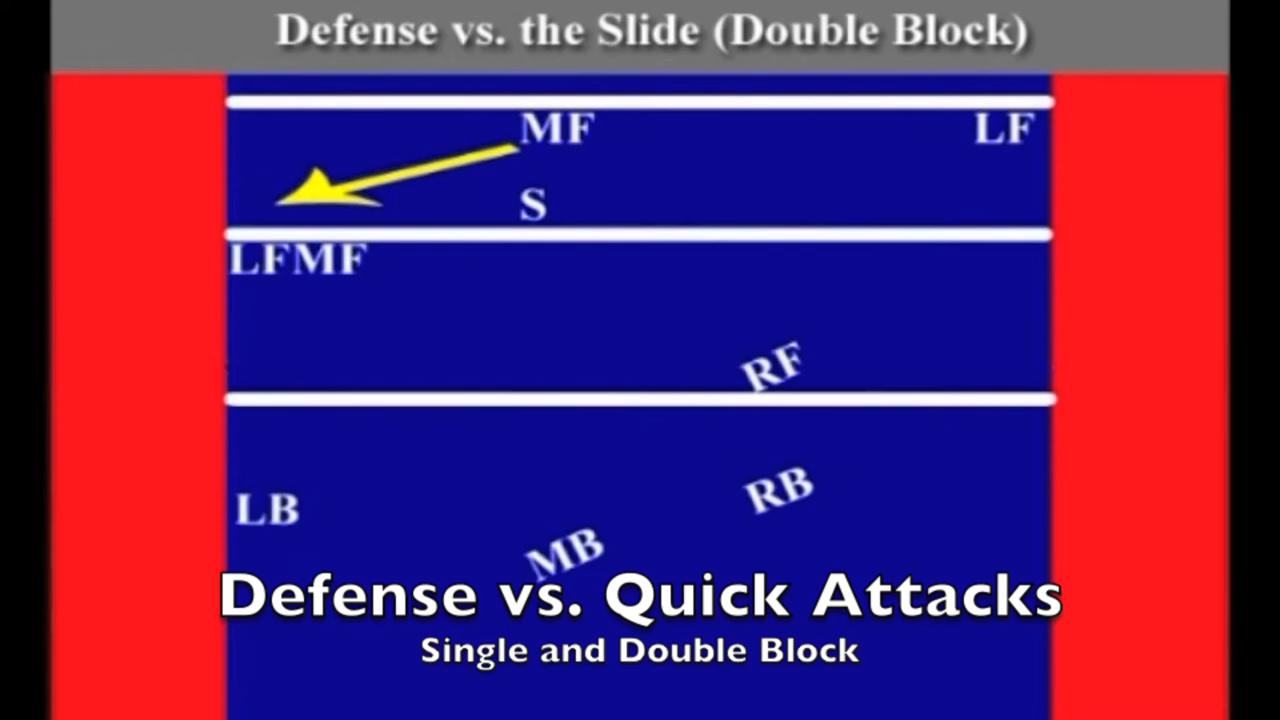 Defense vs. the Slide (Double Block)
MF LF
S
LFMF
RF
RB
LB
MB
Defense vs. Quick Attacks
Single and Double Block